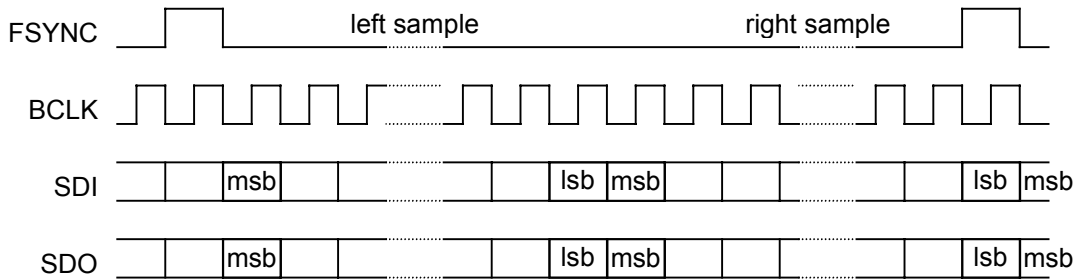 FSYNC left sample right sample
BCLK
SDI msb lsb msb lsb msb
SDO msb lsb msb lsb msb